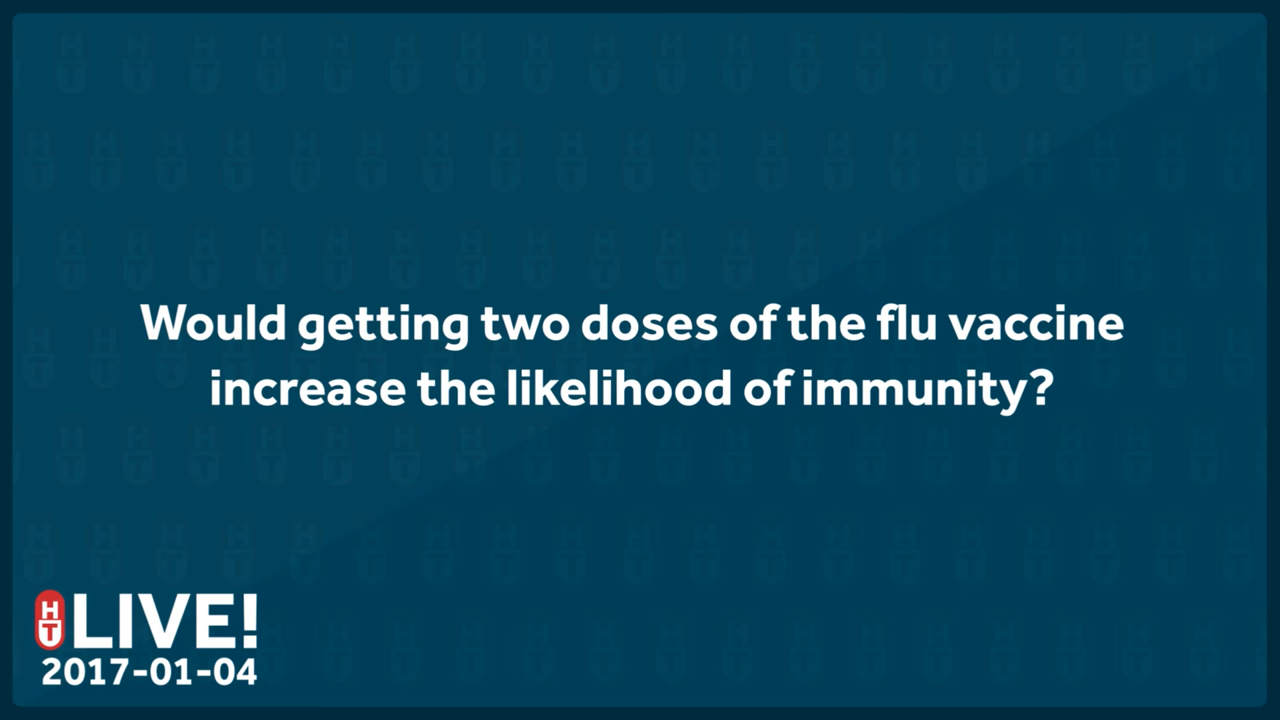 Would getting two doses of the flu vaccine
increase the likelihood of immunity?
HT LIVE!
2017-01-04